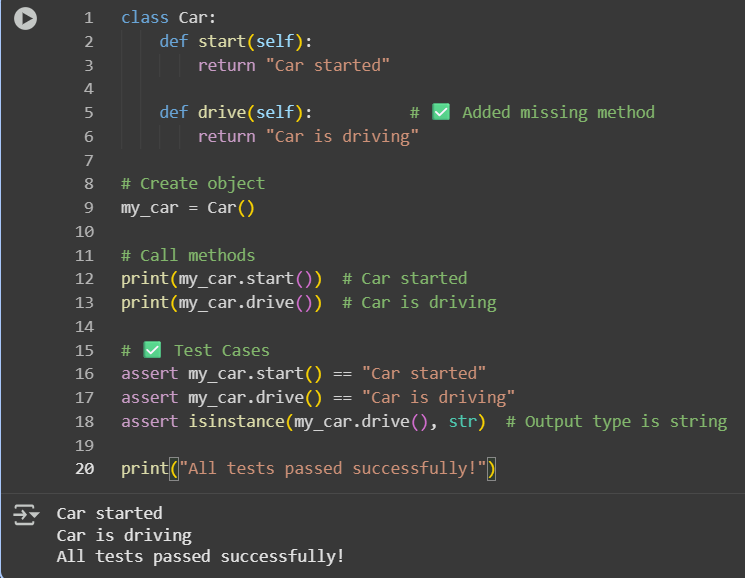 1 class Car:
2     def start(self):
3         return "Car started"
4
5     def drive(self):          # ✅ Added missing method
6         return "Car is driving"
7
8 # Create object
9 my_car = Car()
10
11 # Call methods
12 print(my_car.start())  # Car started
13 print(my_car.drive())  # Car is driving
14
15 # ✅ Test Cases
16 assert my_car.start() == "Car started"
17 assert my_car.drive() == "Car is driving"
18 assert isinstance(my_car.drive(), str)  # Output type is string
19
20 print("All tests passed successfully!")
Car started
Car is driving
All tests passed successfully!